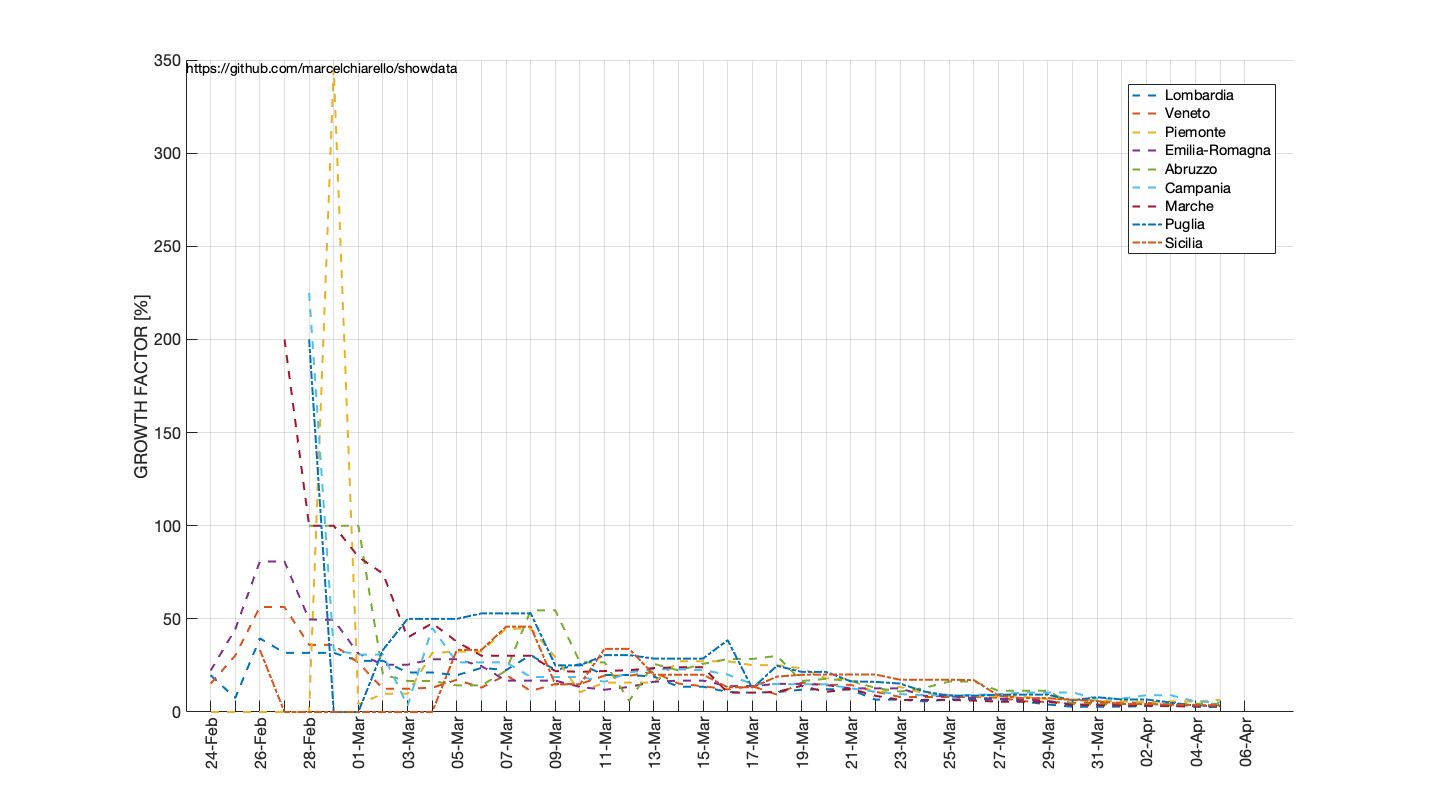 https://github.com/marcelchiarello/showdata
GROWTH FACTOR [%]
350
300
250
200
150
100
50
0
Lombardia
Veneto
Piemonte
Emilia-Romagna
Abruzzo
Campania
Marche
Puglia
Sicilia
24-Feb
26-Feb
28-Feb
01-Mar
03-Mar
05-Mar
07-Mar
09-Mar
11-Mar
13-Mar
15-Mar
17-Mar
19-Mar
21-Mar
23-Mar
25-Mar
27-Mar
29-Mar
31-Mar
02-Apr
04-Apr
06-Apr